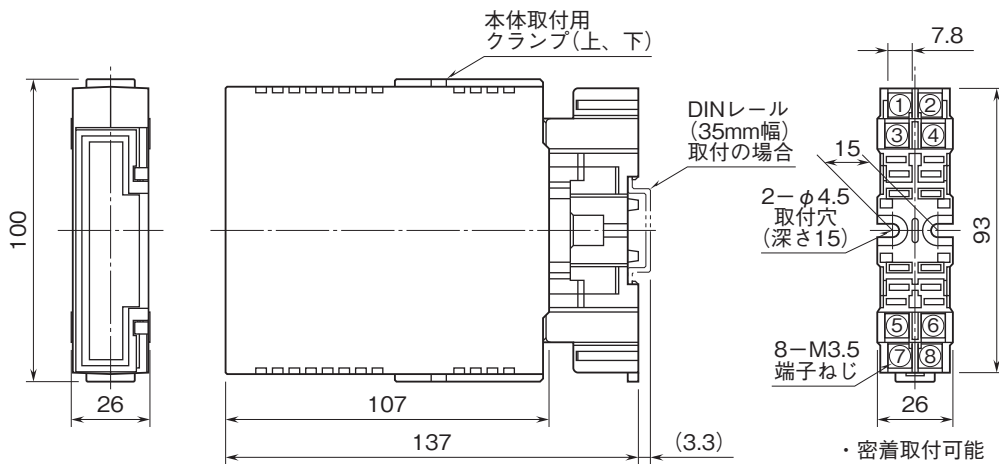 本体取付用
クランプ(上、下)
7.8
DINレール
(35mm幅)
取付の場合
① ②
③ ④
15
2−φ4.5
取付穴
(深さ15)
100
93
8−M3.5
端子ねじ
⑤ ⑥
⑦ ⑧
26
107
26
137
(3.3)
・密着取付可能